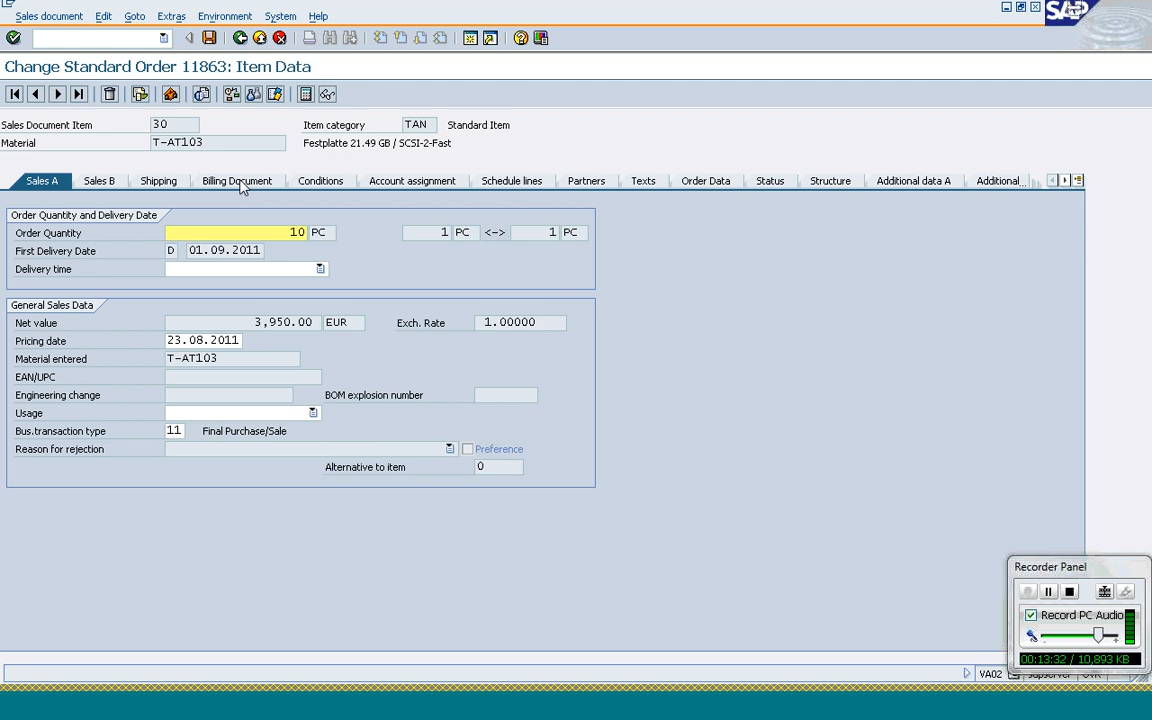 Sales document Edit Goto Extras Environment System Help
SAP
Change Standard Order 11863: Item Data
Sales Document Item 30 Item category TAN Standard Item
Material T-AT103 Festplatte 21.49 GB / SCSI-2-Fast
Sales A Sales B Shipping Billing Document Conditions Account assignment Schedule lines Partners Texts Order Data Status Structure Additional data A Additional...
Order Quantity and Delivery Date
Order Quantity 10 PC 1 PC <-> 1 PC
First Delivery Date D 01.09.2011
Delivery time
General Sales Data
Net value 3,950.00 EUR Exch. Rate 1.00000
Pricing date 23.08.2011
Material entered T-AT103
EAN/UPC
Engineering change BOM explosion number
Usage
Bus.transaction type 11 Final Purchase/Sale
Reason for rejection Preference
Alternative to item 0
Recorder Panel
Record PC Audio
00:13:32 / 10,893 KB
VA02